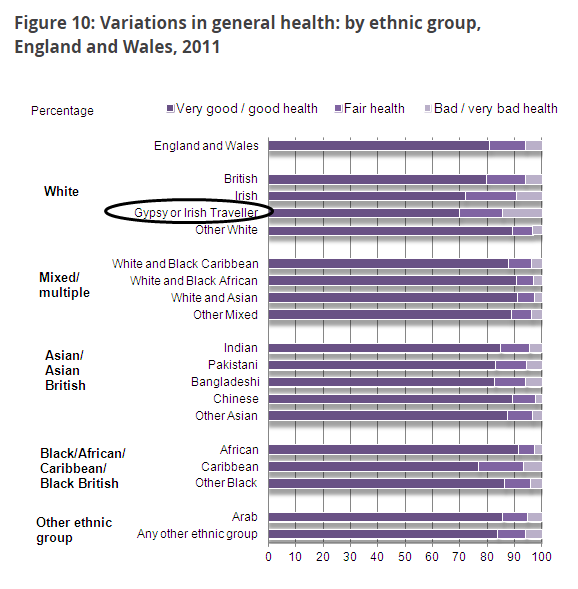 Figure 10: Variations in general health: by ethnic group,
England and Wales, 2011
Percentage
Very good / good health
Fair health
Bad / very bad health
England and Wales
White
British
Irish
Gypsy or Irish Traveller
Other White
Mixed/
multiple
White and Black Caribbean
White and Black African
White and Asian
Other Mixed
Asian/
Asian
British
Indian
Pakistani
Bangladeshi
Chinese
Other Asian
Black/African/
Caribbean/
Black British
African
Caribbean
Other Black
Other ethnic
group
Arab
Any other ethnic group
0 10 20 30 40 50 60 70 80 90 100